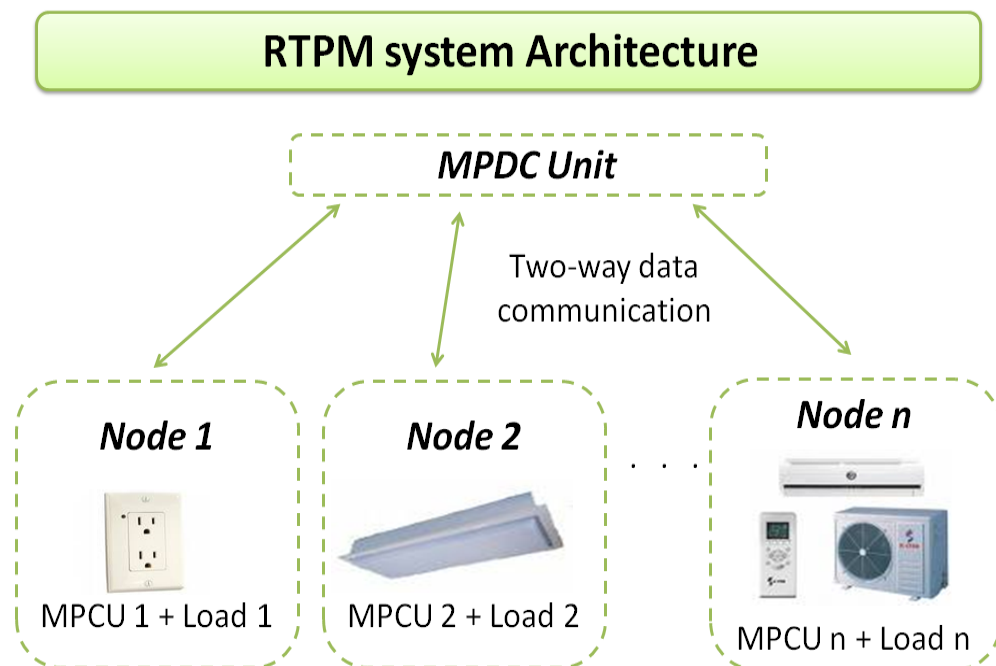 RTPM system Architecture
MPDC Unit
Two-way data
communication
Node 1
Node 2
Node n
. . .
MPCU 1 + Load 1
MPCU 2 + Load 2
MPCU n + Load n